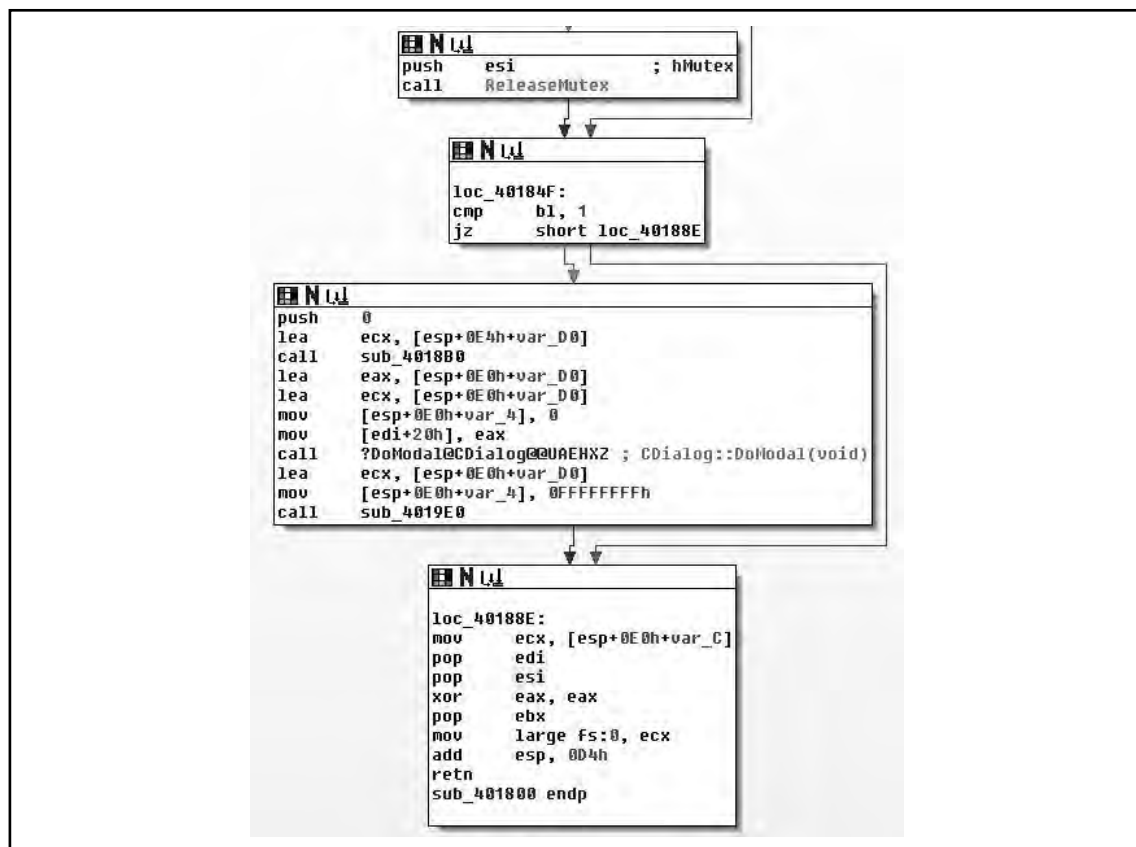 push esi ; hMutex
call ReleaseMutex
loc_40184F:
cmp bl, 1
jz short loc_40188E
push 0
lea ecx, [esp+0E4h+var_D0]
call sub_4018B0
lea eax, [esp+0E0h+var_D0]
lea ecx, [esp+0E0h+var_D0]
mov [esp+0E0h+var_4], 0
mov [edi+20h], eax
call ?DoModal@CDialog@@UAEHXZ ; CDialog::DoModal(void)
lea ecx, [esp+0E0h+var_D0]
mov [esp+0E0h+var_4], 0FFFFFFFFh
call sub_4019E0
loc_40188E:
mov ecx, [esp+0E0h+var_C]
pop edi
pop esi
xor eax, eax
pop ebx
mov large fs:0, ecx
add esp, 0D4h
retn
sub_401800 endp